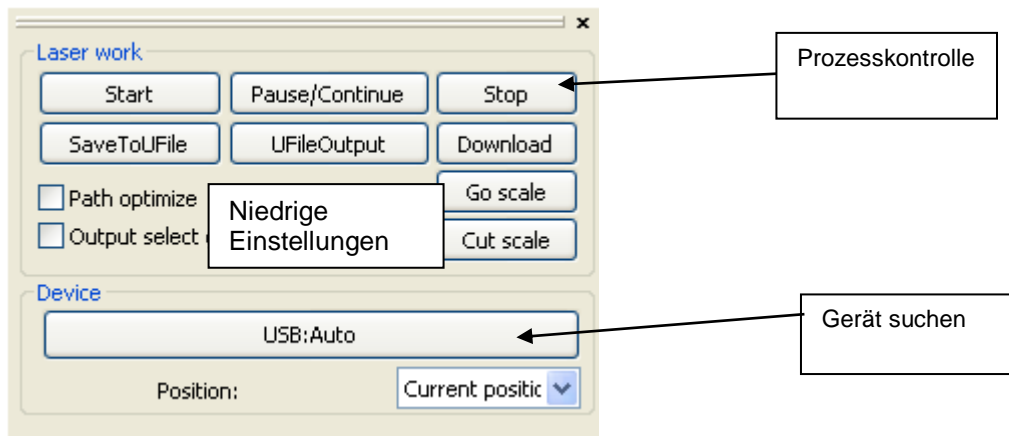 Laser work
Start Pause/Continue Stop
Prozesskontrolle
SaveToUFile UFileOutput Download
Path optimize
Go scale
Output select
Cut scale
Niedrige
Einstellungen
Device
USB:Auto
Gerät suchen
Position:
Current positic